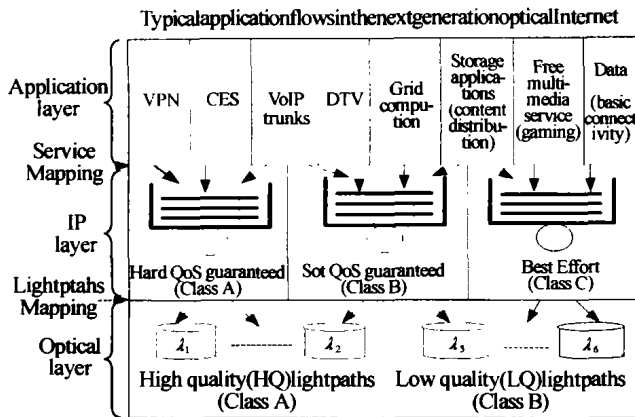 TypicalapplicationflowsinthenextgenerationopticalInternet
Application
layer
VPN
CES
VoIP
trunks
DTV
Grid
compu-
tion
Storage
applica-
tions
(content
distribu-
tion)
Free
multi-
media
service
(gaming)
Data
(basic
connect-
ivity)
Service
Mapping
IP
layer
Hard QoS guaranteed
(Class A)
Sot QoS guaranteed
(Class B)
Best Effort
(Class C)
Lightptahs
Mapping
Optical
layer
λ1
λ2
λ5
λ6
High quality(HQ)lightpaths
(Class A)
Low quality(LQ)lightpaths
(Class B)